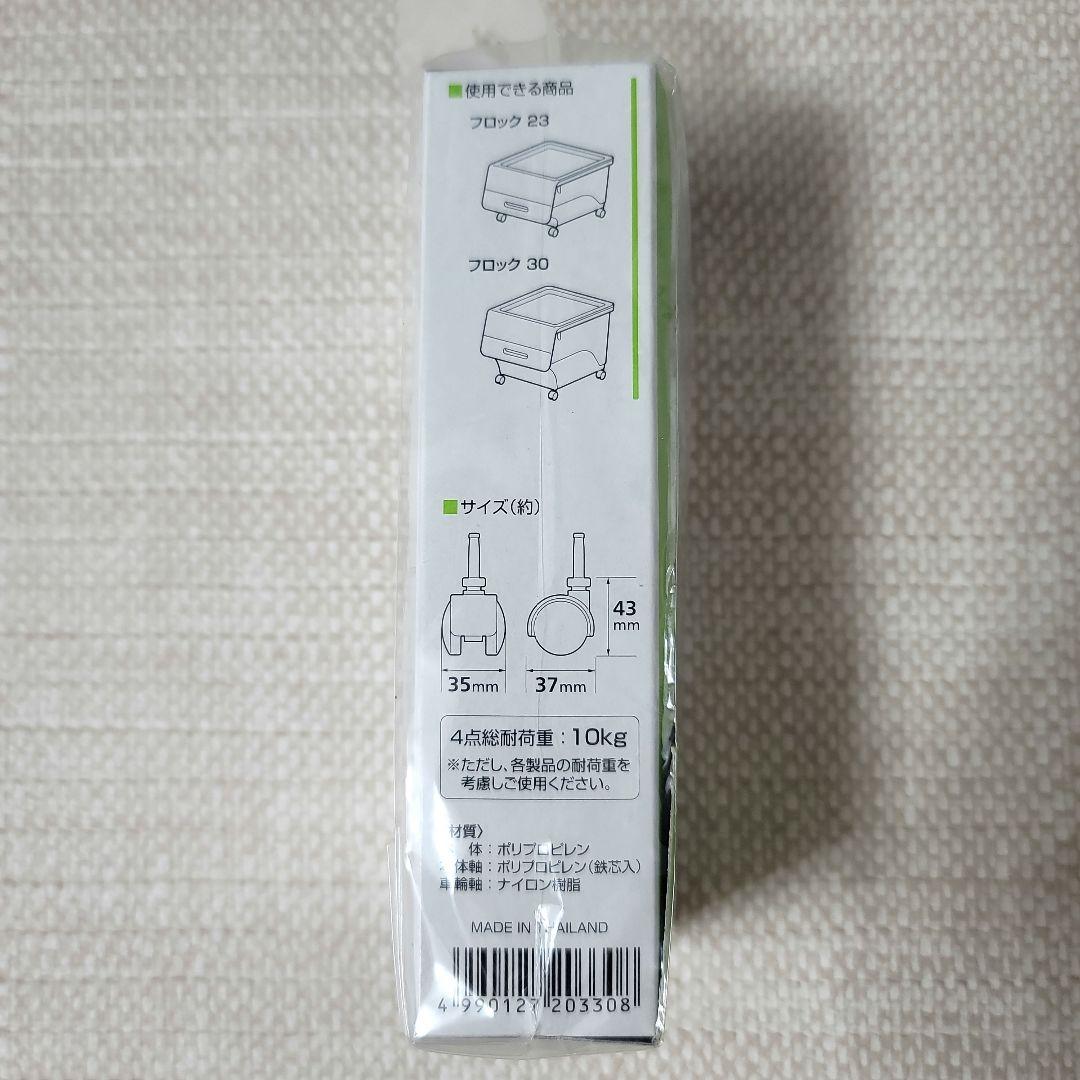 ■使用できる商品
フロック 23
フロック 30
■サイズ(約)
43
mm
35mm 37mm
4点総耐荷重：10kg
※ただし、各製品の耐荷重を
考慮しご使用ください。
材質〉
体：ポリプロピレン
体軸：ポリプロピレン(鉄芯入)
車輪軸：ナイロン樹脂
MADE IN THAILAND
4 990127 203308